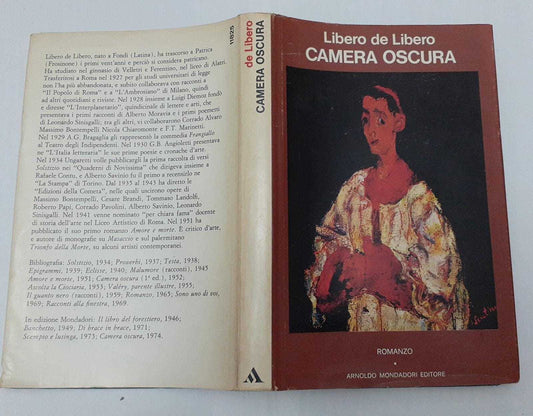 Libero de Libero, nato a Fondi (Latina), ha trascorso a Patrica
(Frosinone) i primi vent'anni e perciò si considera patricano.
Ha studiato nel ginnasio di Velletri e Ferentino, nel liceo di Alatri.
Trasferitosi a Roma nel 1927 per gli studi universitari di legge
non l'ha più abbandonata, e subito collaborava con racconti a
"Il Popolo di Roma" e a "L'Ambrosiano" di Milano, quindi
ad altri quotidiani e riviste. Nel 1928 insieme a Luigi Diemoz fondò
e diresse "L'Interplanetario", quindicinale di lettere e arti, che
presentava i primi racconti di Alberto Moravia e i primi poemetti
di Leonardo Sinisgalli; tra gli altri, vi collaborarono Corrado Alvaro
Massimo Bontempelli Nicola Chiaromonte e F.T. Marinetti.
Nel 1929 A.G. Bragaglia gli rappresentò la commedia Frangallo
al Teatro degli Indipendenti. Nel 1930 G.B. Angioletti presentava
ne "L'Italia letteraria" le sue prime poesie e cronache d'arte.
Nel 1934 Ungaretti volle pubblicargli la prima raccolta di versi
Solstizio nei "Quaderni di Novissima" che dirigeva insieme a
Rafaele Contu, e Alberto Savinio fu il primo a recensirlo ne
"La Stampa" di Torino. Dal 1935 al 1943 ha diretto le
"Edizioni della Cometa", nelle quali uscirono opere di
Massimo Bontempelli, Cesare Brandi, Tommaso Landolfi,
Roberto Papi, Corrado Pavolini, Alberto Savinio, Leonardo
Sinisgalli. Nel 1941 venne nominato "per chiara fama" docente
di storia dell'arte nel Liceo Artistico di Roma. Nel 1951 ha
pubblicato il suo primo romanzo Amore e morte. È critico d'arte,
e autore di monografie su Masaccio e sul palermitano
Trionfo della Morte, su alcuni artisti contemporanei.
Bibliografia: Solstizio, 1934; Proverbi, 1937; Testa, 1938;
Epigrammi, 1939; Eclisse, 1940; Malumore (racconti), 1945
Amore e morte, 1951; Camera oscura (1ª ed.), 1952;
Ascolta la Ciociaria, 1953; Valéry, parente illustre, 1955;
Il guanto nero (racconti), 1959; Romanzo, 1965; Sono uno di voi,
1969; Racconti alla finestra, 1969.
In edizione Mondadori: Il libro del forestiero, 1946;
Banchetto, 1949; Di brace in brace, 1971;
Scempio e lusinga, 1973; Camera oscura, 1974.
11825
de Libero
CAMERA OSCURA
Libero de Libero
CAMERA OSCURA
ROMANZO
ARNOLDO MONDADORI EDITORE